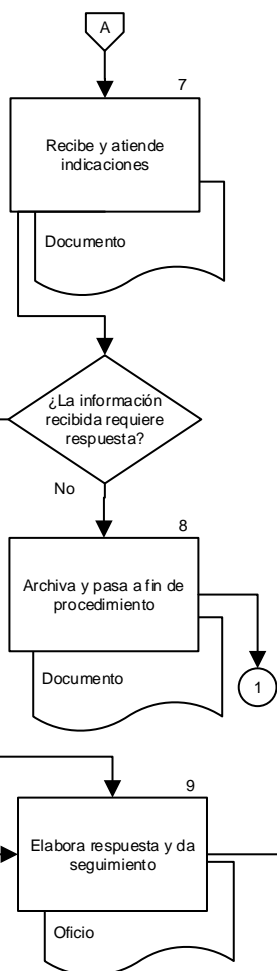 A
7
Recibe y atiende
indicaciones
Documento
¿La información
recibida requiere
respuesta?
No
8
Archiva y pasa a fin de
procedimiento
Documento
1
9
Elabora respuesta y da
seguimiento
Oficio